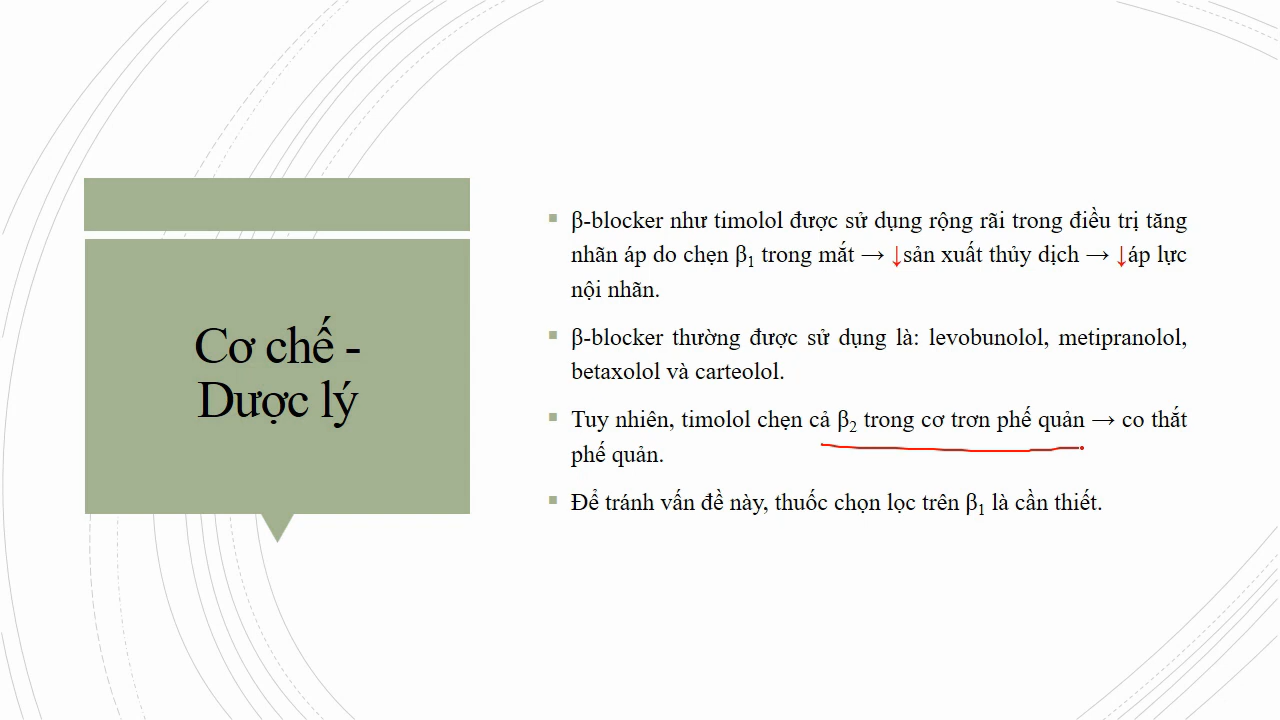 Cơ chế -
Dược lý
β-blocker như timolol được sử dụng rộng rãi trong điều trị tăng
nhãn áp do chẹn β₁ trong mắt → ↓sản xuất thủy dịch → ↓áp lực
nội nhãn.
β-blocker thường được sử dụng là: levobunolol, metipranolol,
betaxolol và carteolol.
Tuy nhiên, timolol chẹn cả β₂ trong cơ trơn phế quản → co thắt
phế quản.
Để tránh vấn đề này, thuốc chọn lọc trên β₁ là cần thiết.